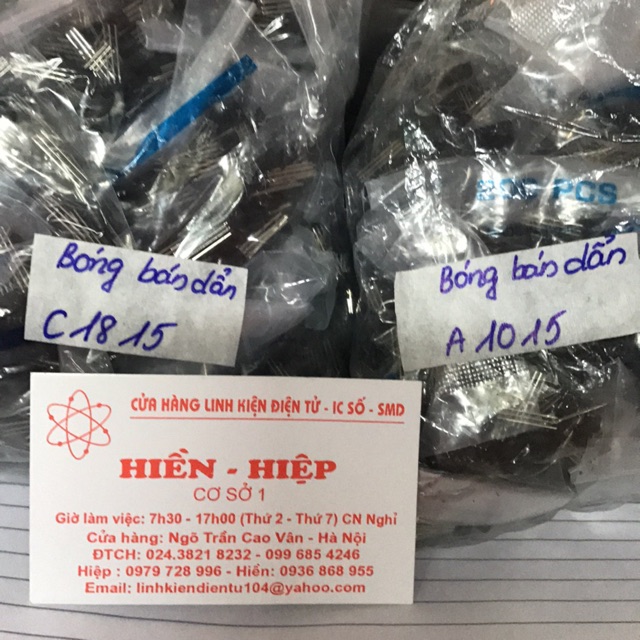 PCS
Bóng bán dẫn
C1815
Bóng bán dẫn
A1015
CỬA HÀNG LINH KIỆN ĐIỆN TỬ - IC SỐ - SMD
HIỀN - HIỆP
CƠ SỞ 1
Giờ làm việc: 7h30 - 17h00 (Thứ 2 - Thứ 7) CN Nghỉ
Cửa hàng: Ngõ Trần Cao Vân - Hà Nội
ĐTCH: 024.3821 8232 - 099 685 4246
Hiệp : 0979 728 996 - Hiền: 0936 868 955
Email: linhkiendientu104@yahoo.com